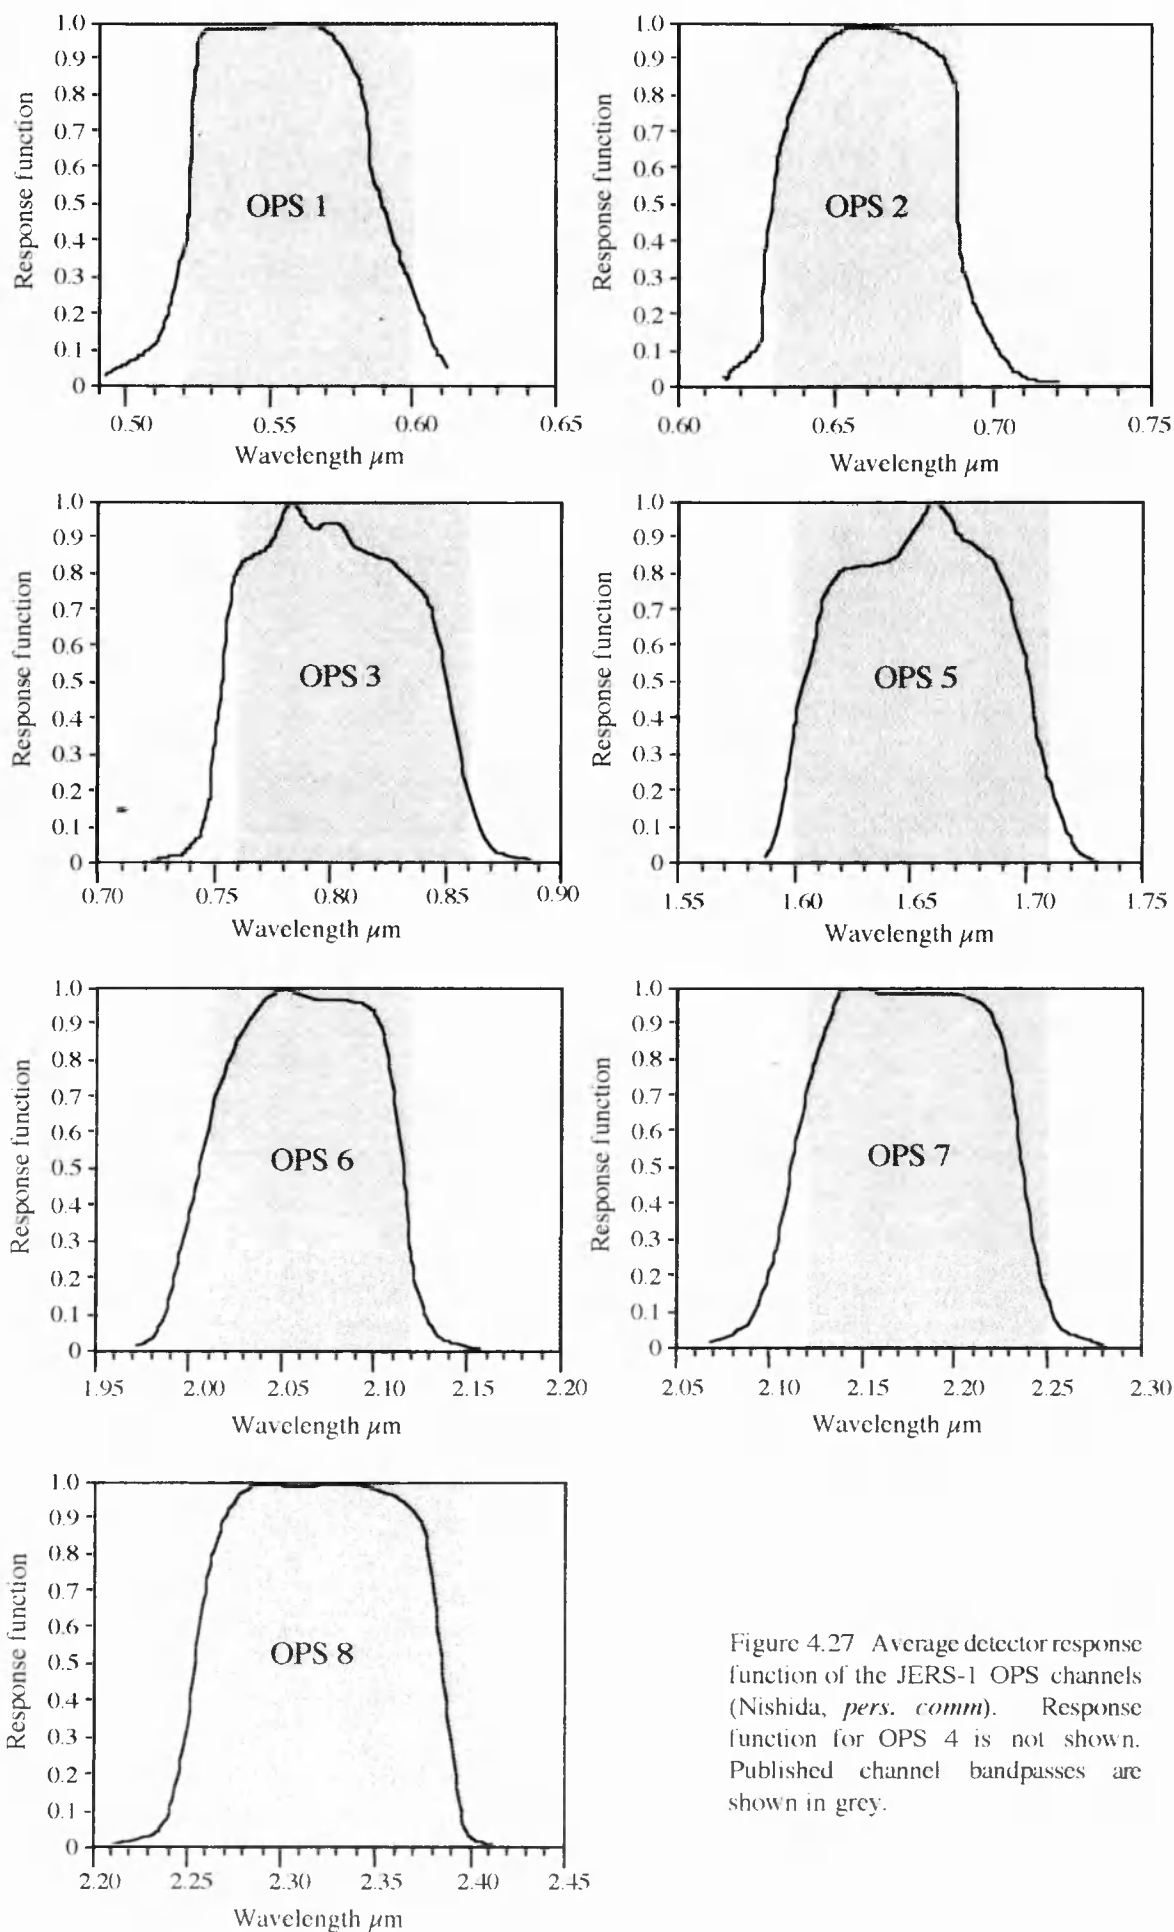 1.0
0.9
0.8
0.7
0.6
0.5
0.4
0.3
0.2
0.1
0
Response function
OPS 1
0.50 0.55 0.60 0.65
Wavelength μm
1.0
0.9
0.8
0.7
0.6
0.5
0.4
0.3
0.2
0.1
0
Response function
OPS 2
0.60 0.65 0.70 0.75
Wavelength μm
1.0
0.9
0.8
0.7
0.6
0.5
0.4
0.3
0.2
0.1
0
Response function
OPS 3
0.70 0.75 0.80 0.85 0.90
Wavelength μm
1.0
0.9
0.8
0.7
0.6
0.5
0.4
0.3
0.2
0.1
0
Response function
OPS 5
1.55 1.60 1.65 1.70 1.75
Wavelength μm
1.0
0.9
0.8
0.7
0.6
0.5
0.4
0.3
0.2
0.1
0
Response function
OPS 6
1.95 2.00 2.05 2.10 2.15 2.20
Wavelength μm
1.0
0.9
0.8
0.7
0.6
0.5
0.4
0.3
0.2
0.1
0
Response function
OPS 7
2.05 2.10 2.15 2.20 2.25 2.30
Wavelength μm
1.0
0.9
0.8
0.7
0.6
0.5
0.4
0.3
0.2
0.1
0
Response function
OPS 8
2.20 2.25 2.30 2.35 2.40 2.45
Wavelength μm
Figure 4.27 Average detector response
function of the JERS-1 OPS channels
(Nishida, pers. comm). Response
function for OPS 4 is not shown.
Published channel bandpasses are
shown in grey.